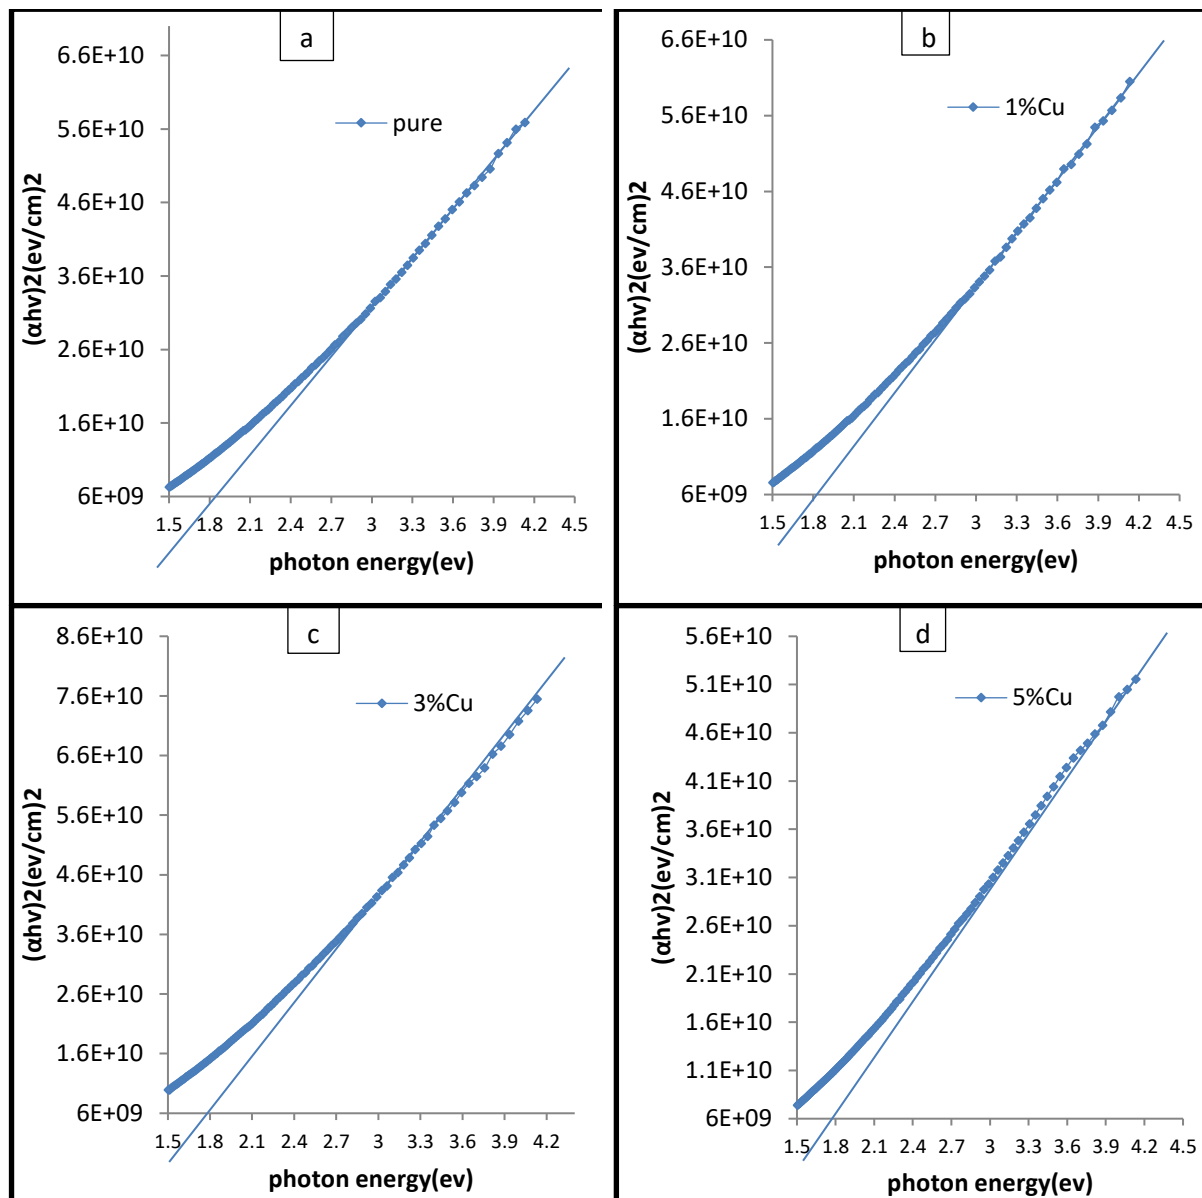 a
pure
(αhv)2(ev/cm)2
6.6E+10
5.6E+10
4.6E+10
3.6E+10
2.6E+10
1.6E+10
6E+09
1.5 1.8 2.1 2.4 2.7 3 3.3 3.6 3.9 4.2 4.5
photon energy(ev)
b
1%Cu
(αhv)2(ev/cm)2
6.6E+10
5.6E+10
4.6E+10
3.6E+10
2.6E+10
1.6E+10
6E+09
1.5 1.8 2.1 2.4 2.7 3 3.3 3.6 3.9 4.2 4.5
photon energy(ev)
c
3%Cu
(αhv)2(ev/cm)2
8.6E+10
7.6E+10
6.6E+10
5.6E+10
4.6E+10
3.6E+10
2.6E+10
1.6E+10
6E+09
1.5 1.8 2.1 2.4 2.7 3 3.3 3.6 3.9 4.2
photon energy(ev)
d
5%Cu
(αhv)2(ev/cm)2
5.6E+10
5.1E+10
4.6E+10
4.1E+10
3.6E+10
3.1E+10
2.6E+10
2.1E+10
1.6E+10
1.1E+10
6E+09
1.5 1.8 2.1 2.4 2.7 3 3.3 3.6 3.9 4.2 4.5
photon energy(ev)